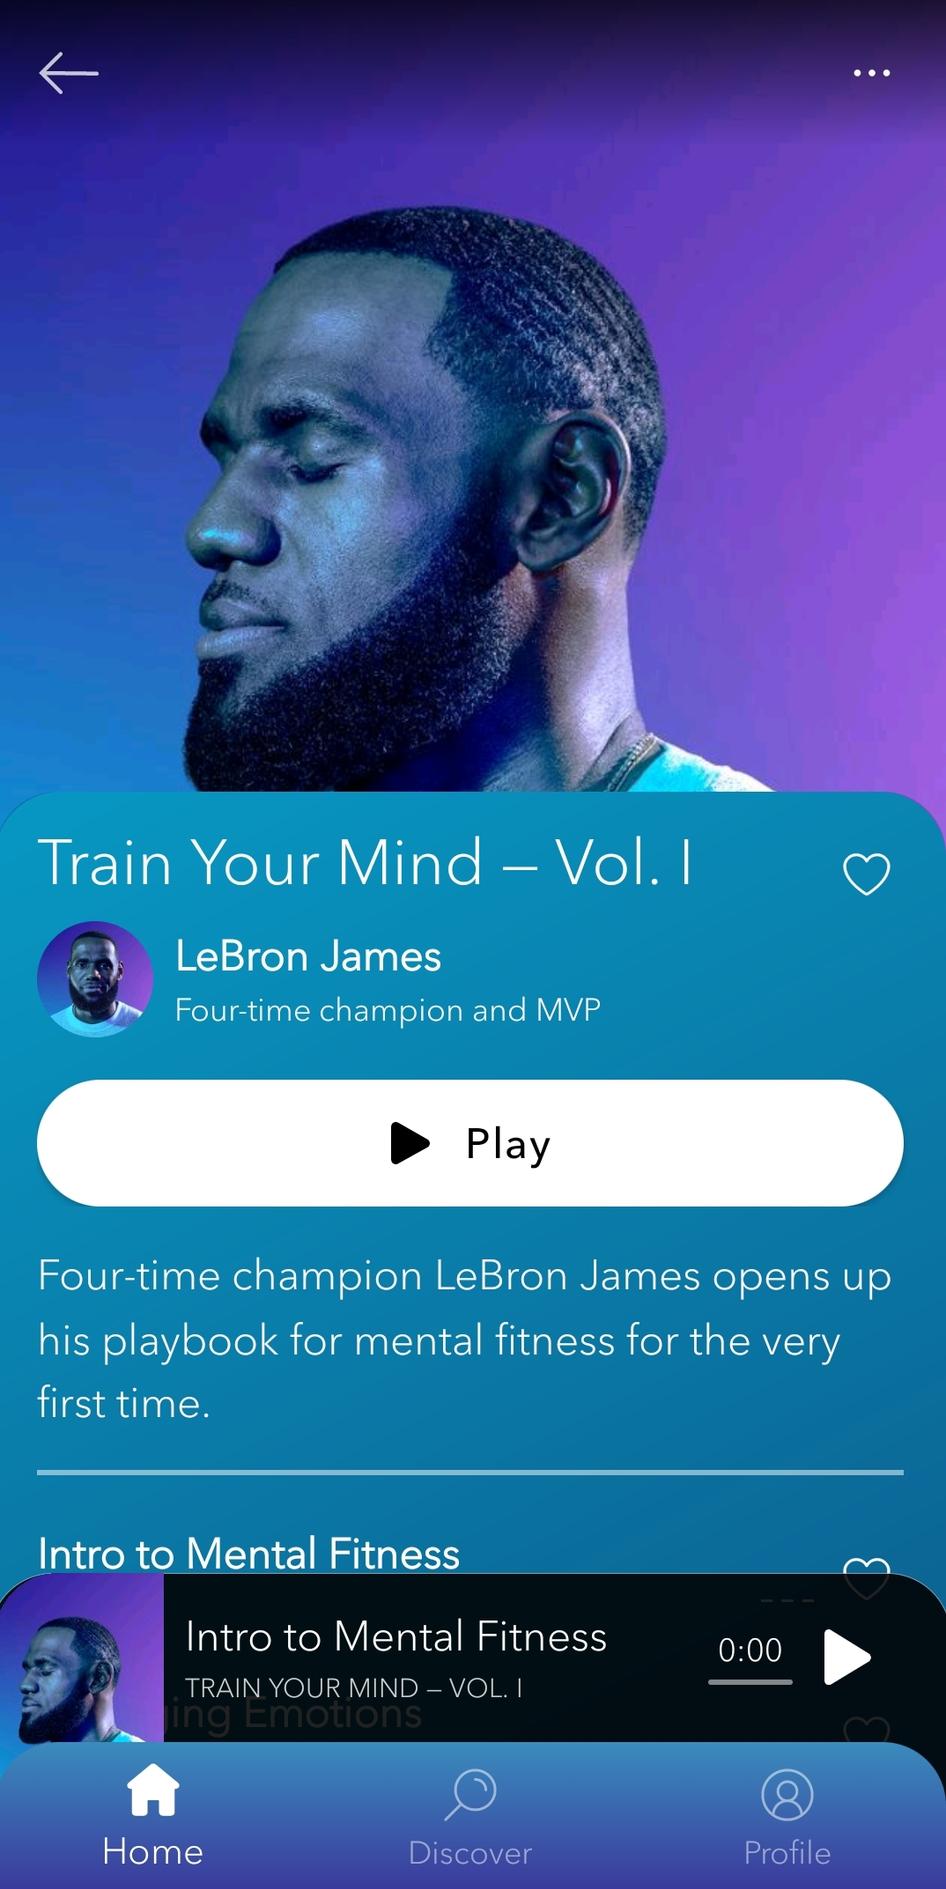 Train Your Mind – Vol. I
LeBron James
Four-time champion and MVP
Play
Four-time champion LeBron James opens up
his playbook for mental fitness for the very
first time.
Intro to Mental Fitness
Intro to Mental Fitness
0:00
TRAIN YOUR MIND – VOL. I
Emotions
Home
Discover
Profile